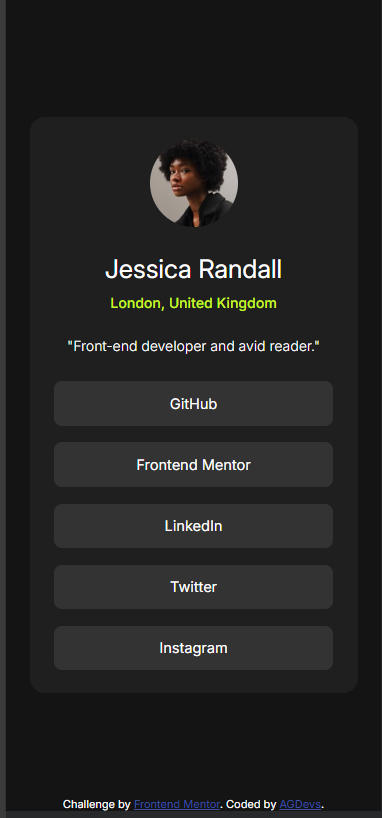 Jessica Randall
London, United Kingdom
"Front-end developer and avid reader."
GitHub
Frontend Mentor
LinkedIn
Twitter
Instagram
Challenge by Frontend Mentor. Coded by AGDevs.